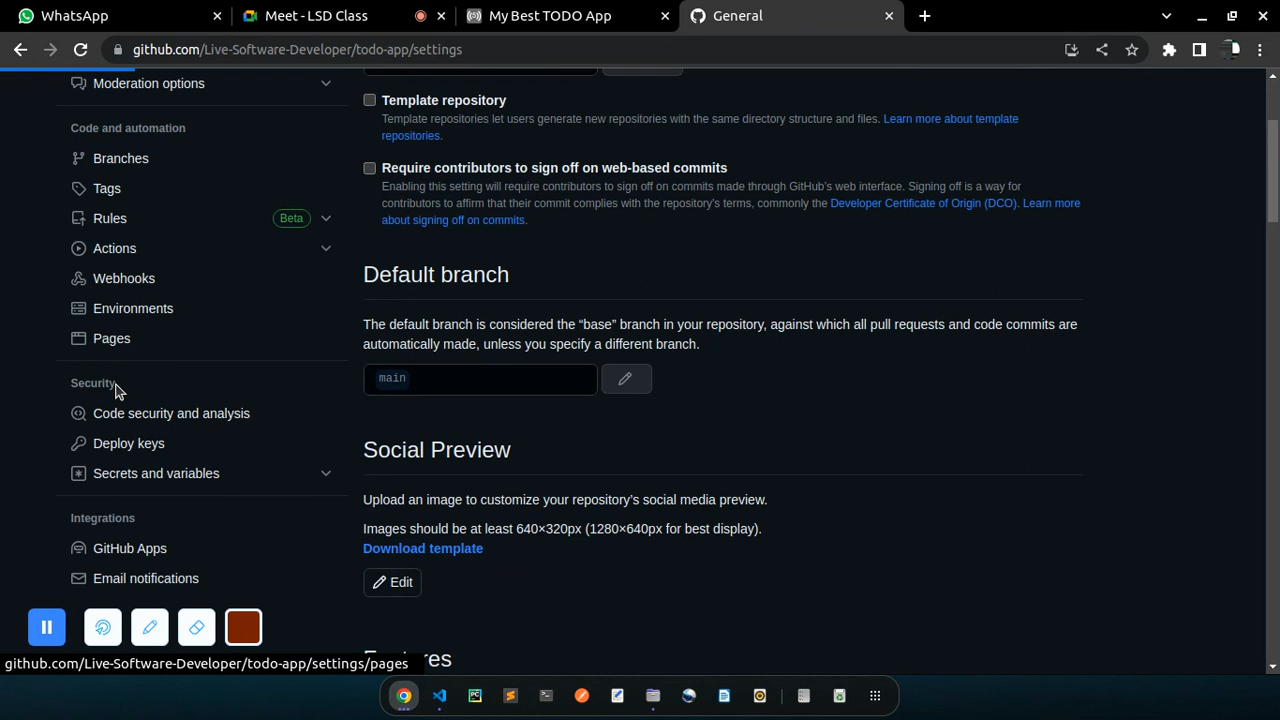 WhatsApp
Meet - LSD Class
My Best TODO App
General
github.com/Live-Software-Developer/todo-app/settings
Moderation options
Code and automation
Branches
Tags
Rules Beta
Actions
Webhooks
Environments
Pages
Security
Code security and analysis
Deploy keys
Secrets and variables
Integrations
GitHub Apps
Email notifications
Template repository
Template repositories let users generate new repositories with the same directory structure and files. Learn more about template
repositories.
Require contributors to sign off on web-based commits
Enabling this setting will require contributors to sign off on commits made through GitHub's web interface. Signing off is a way for
contributors to affirm that their commit complies with the repository's terms, commonly the Developer Certificate of Origin (DCO). Learn more
about signing off on commits.
Default branch
The default branch is considered the “base” branch in your repository, against which all pull requests and code commits are
automatically made, unless you specify a different branch.
main
Social Preview
Upload an image to customize your repository's social media preview.
Images should be at least 640×320px (1280×640px for best display).
Download template
Edit
github.com/Live-Software-Developer/todo-app/settings/pages